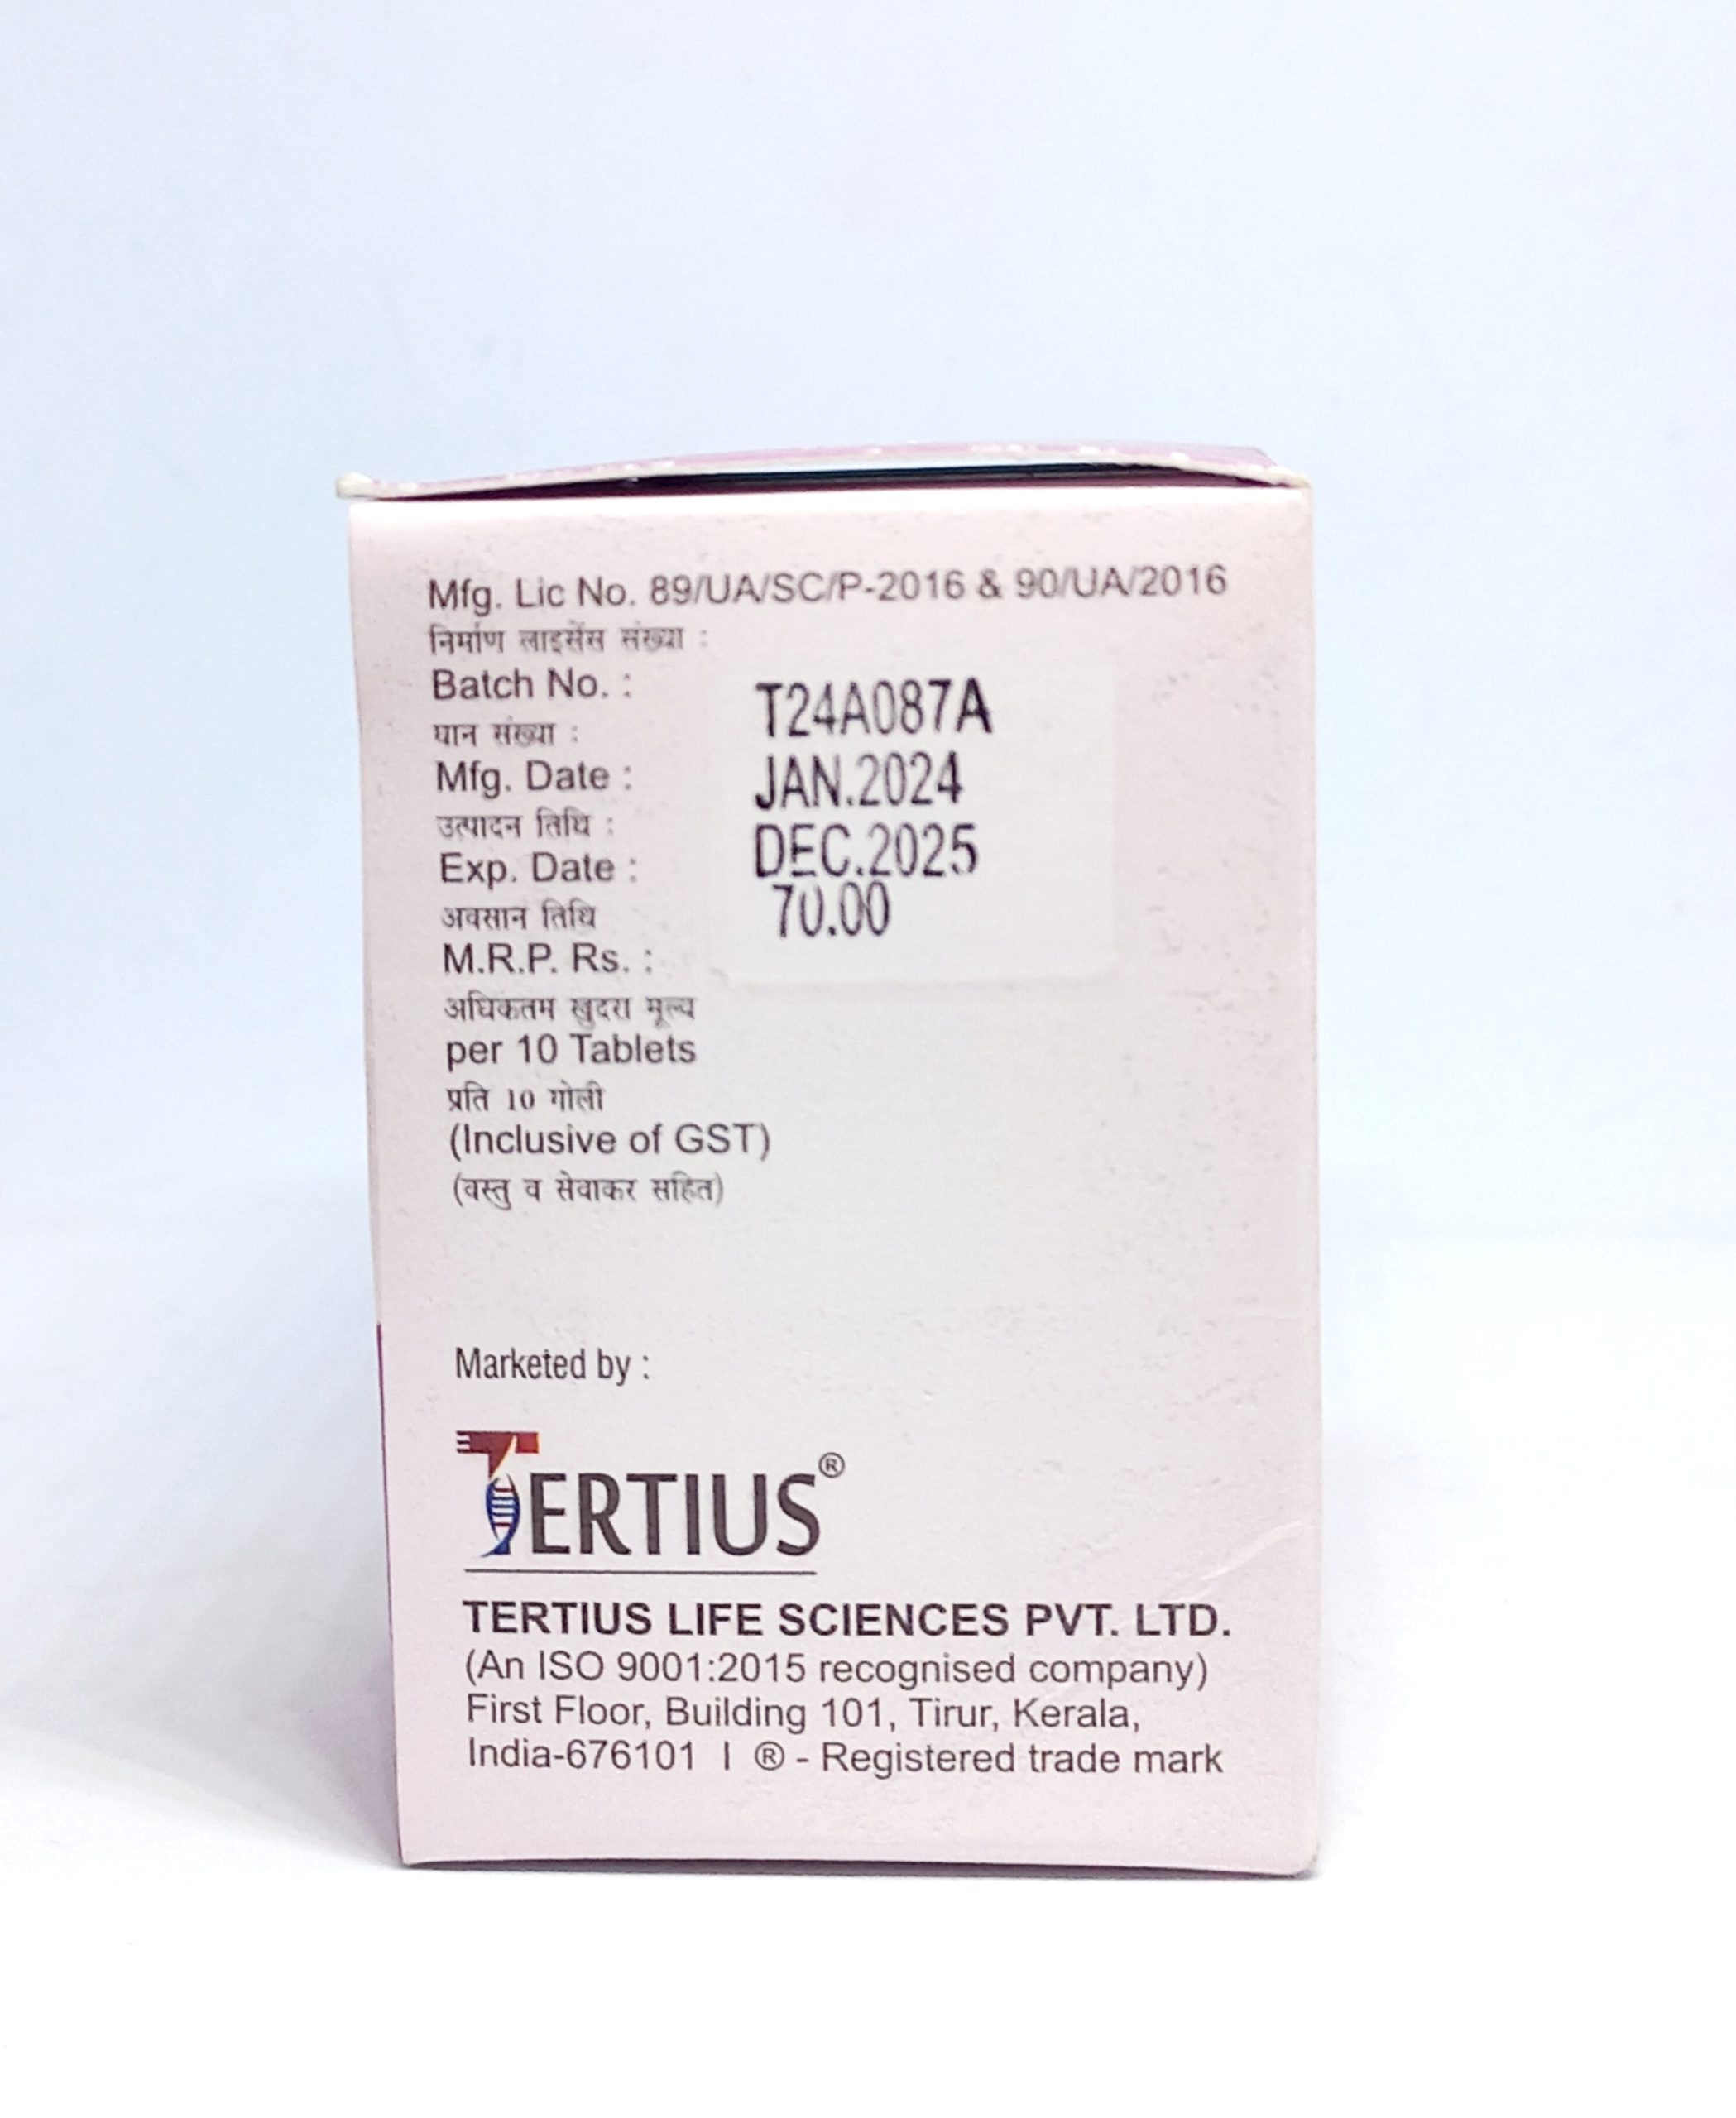 Mfg. Lic No. 89/UA/SC/P-2016 & 90/UA/2016
निर्माण लाइसेंस संख्या :
Batch No. : T24A087A
घान संख्या :
Mfg. Date : JAN.2024
उत्पादन तिथि :
Exp. Date : DEC.2025
अवसान तिथि
M.R.P. Rs. : 70.00
अधिकतम खुदरा मूल्य
per 10 Tablets
प्रति 10 गोली
(Inclusive of GST)
(वस्तु व सेवाकर सहित)
Marketed by :
TERTIUS®
TERTIUS LIFE SCIENCES PVT. LTD.
(An ISO 9001:2015 recognised company)
First Floor, Building 101, Tirur, Kerala,
India-676101 | ® - Registered trade mark